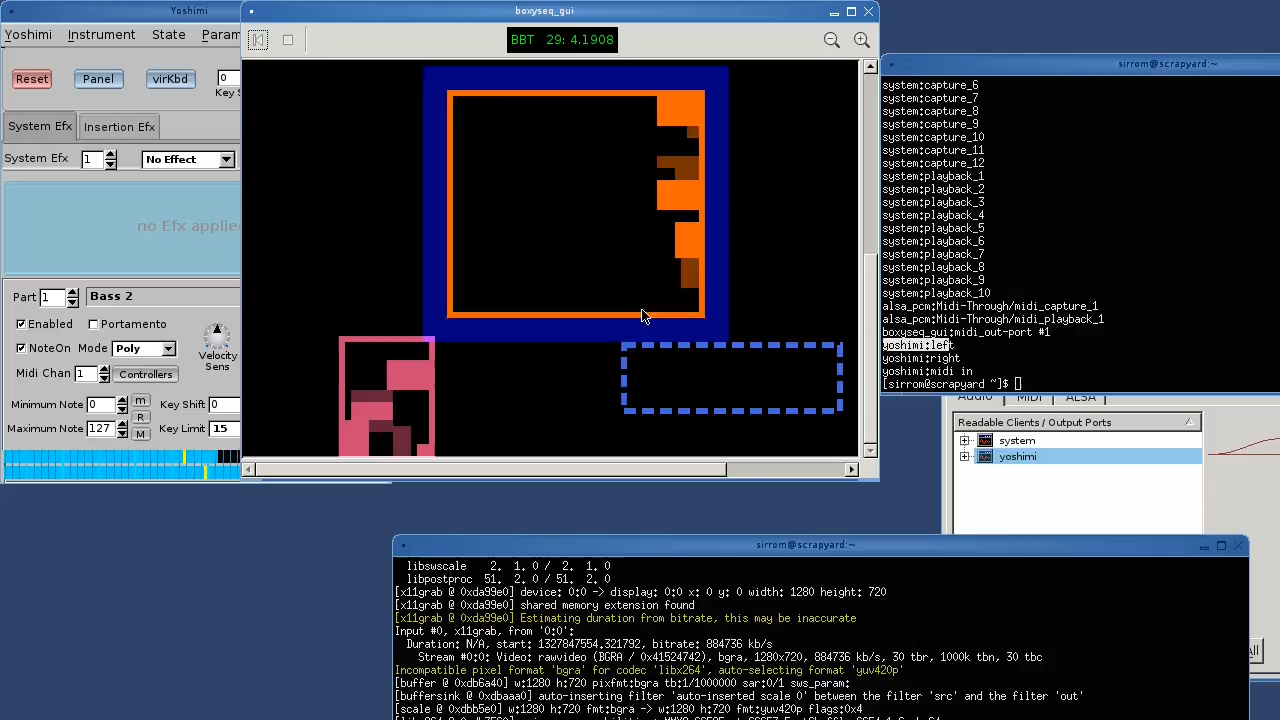 Yoshimi
Yoshimi Instrument State Param
Reset Panel virKbd 0
Key S
System Efx Insertion Efx
System Efx 1 No Effect
no Efx applie
Part 1 Bass 2
Enabled Portamento
NoteOn Mode Poly Velocity
Sens
Midi Chan 1 Controllers
Minimum Note 0 m Key Shift 0
R
Maximum Note 127 M Key Limit 15
boxyseq_gui
BBT 29: 4.1908
sirrom@scrapyard:~
system:capture_6
system:capture_7
system:capture_8
system:capture_9
system:capture_10
system:capture_11
system:capture_12
system:playback_1
system:playback_2
system:playback_3
system:playback_4
system:playback_5
system:playback_6
system:playback_7
system:playback_8
system:playback_9
system:playback_10
alsa_pcm:Midi-Through/midi_capture_1
alsa_pcm:Midi-Through/midi_playback_1
boxyseq_gui:midi_out-port #1
yoshimi:left
yoshimi:right
yoshimi:midi in
[sirrom@scrapyard ~]$
Audio MIDI ALSA
Readable Clients / Output Ports
system
yoshimi
sirrom@scrapyard:~
libswscale 2. 1. 0 / 2. 1. 0
libpostproc 51. 2. 0 / 51. 2. 0
[x11grab @ 0xda99e0] device: 0:0 -> display: 0:0 x: 0 y: 0 width: 1280 height: 720
[x11grab @ 0xda99e0] shared memory extension found
[x11grab @ 0xda99e0] Estimating duration from bitrate, this may be inaccurate
Input #0, x11grab, from '0:0':
Duration: N/A, start: 1327847554.321792, bitrate: 884736 kb/s
Stream #0:0: Video: rawvideo (BGRA / 0x41524742), bgra, 1280x720, 884736 kb/s, 30 tbr, 1000k tbn, 30 tbc
Incompatible pixel format 'bgra' for codec 'libx264', auto-selecting format 'yuv420p'
[buffer @ 0xdb6a40] w:1280 h:720 pixfmt:bgra tb:1/1000000 sar:0/1 sws_param:
[buffersink @ 0xdbaaa0] auto-inserting filter 'auto-inserted scale 0' between the filter 'src' and the filter 'out'
[scale @ 0xdbb5e0] w:1280 h:720 fmt:bgra -> w:1280 h:720 fmt:yuv420p flags:0x4